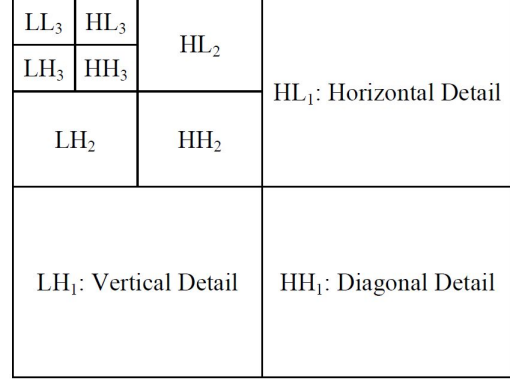 LL₃ HL₃
HL₂
LH₃ HH₃
HL₁: Horizontal Detail
LH₂ HH₂
LH₁: Vertical Detail HH₁: Diagonal Detail